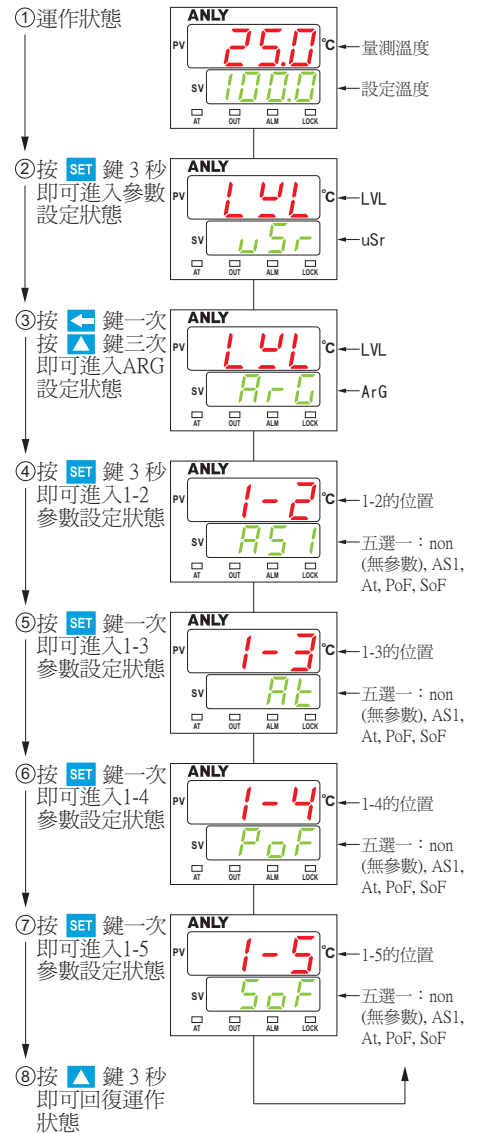 ①運作狀態
ANLY
PV 25.0 ℃
量測溫度
SV 100.0
設定溫度
AT OUT ALM LOCK
②按 SET 鍵 3 秒
即可進入參數
設定狀態
ANLY
PV LVL ℃
LVL
SV uSr
uSr
AT OUT ALM LOCK
③按 鍵一次
按 鍵三次
即可進入ARG
設定狀態
ANLY
PV LVL ℃
LVL
SV ArG
ArG
AT OUT ALM LOCK
④按 SET 鍵 3 秒
即可進入1-2
參數設定狀態
ANLY
PV 1-2 ℃
1-2的位置
SV AS1
五選一：non
(無參數), AS1,
At, PoF, SoF
AT OUT ALM LOCK
⑤按 SET 鍵一次
即可進入1-3
參數設定狀態
ANLY
PV 1-3 ℃
1-3的位置
SV At
五選一：non
(無參數), AS1,
At, PoF, SoF
AT OUT ALM LOCK
⑥按 SET 鍵一次
即可進入1-4
參數設定狀態
ANLY
PV 1-4 ℃
1-4的位置
SV PoF
五選一：non
(無參數), AS1,
At, PoF, SoF
AT OUT ALM LOCK
⑦按 SET 鍵一次
即可進入1-5
參數設定狀態
ANLY
PV 1-5 ℃
1-5的位置
SV SoF
五選一：non
(無參數), AS1,
At, PoF, SoF
AT OUT ALM LOCK
⑧按 鍵 3 秒
即可回復運作
狀態